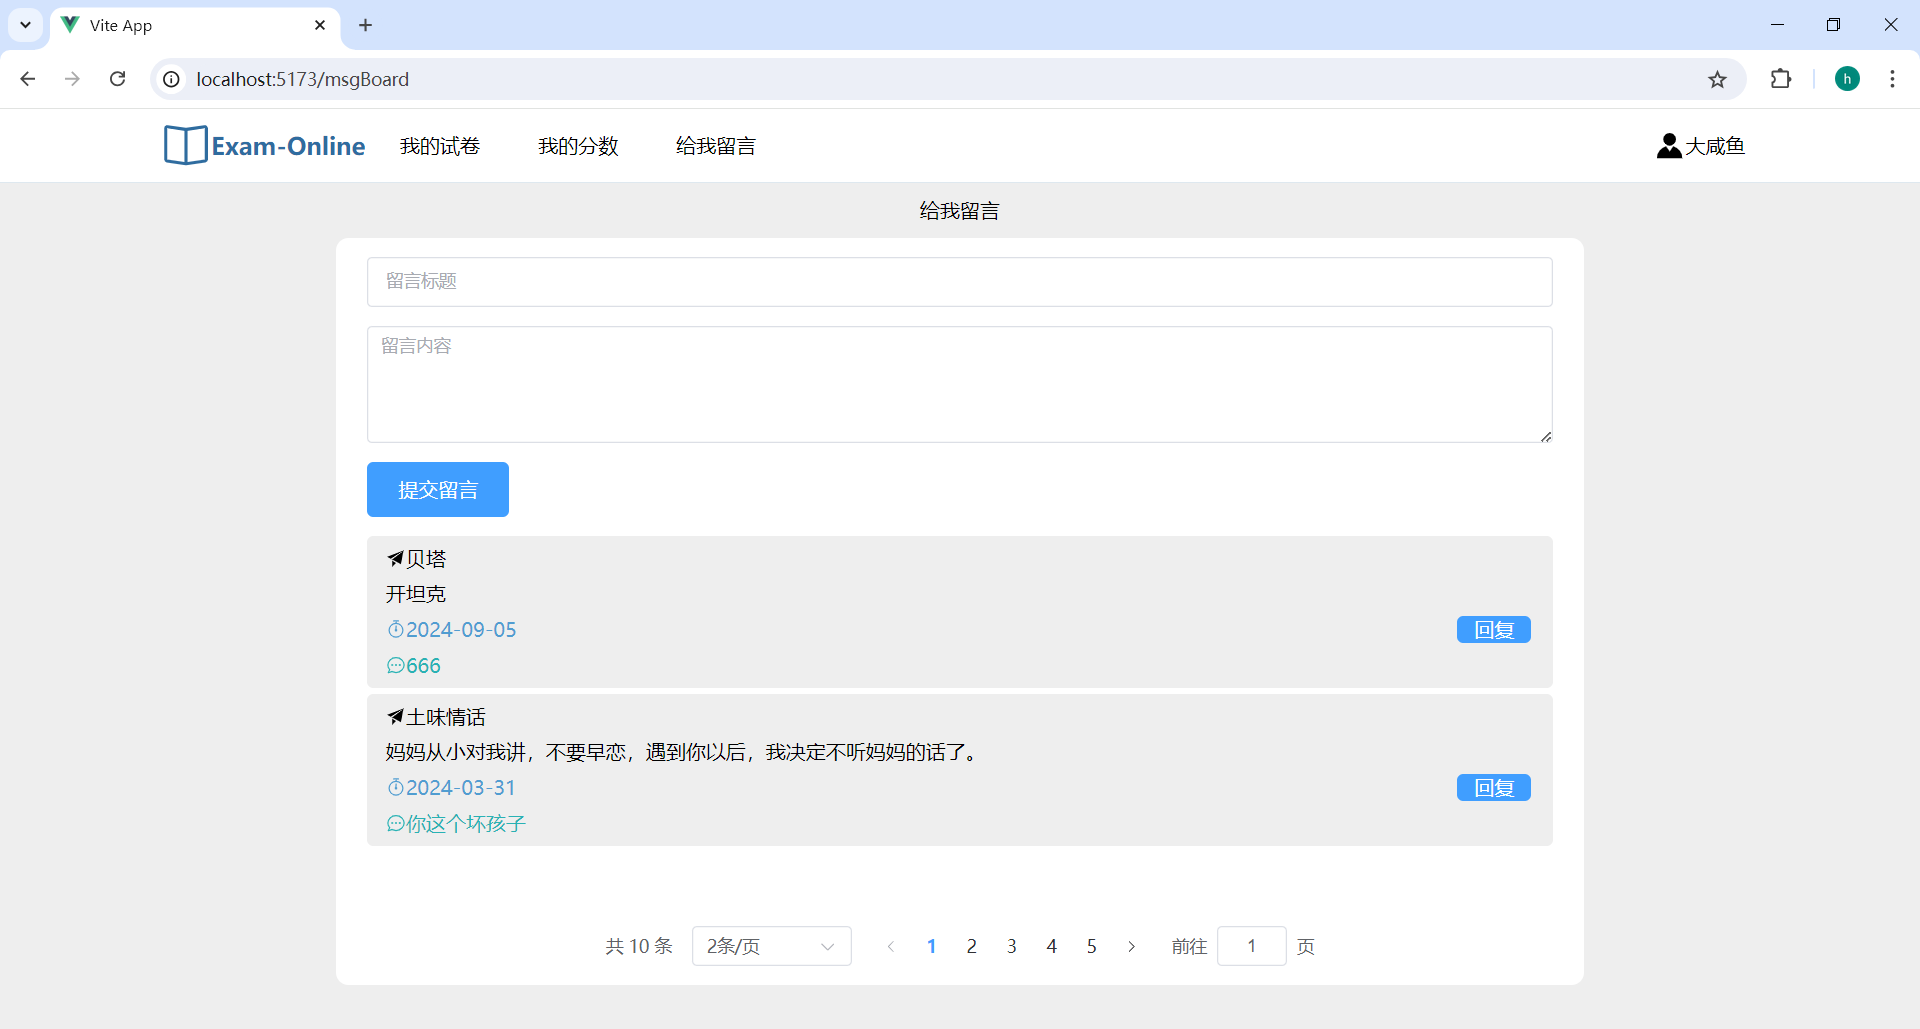 Vite App
localhost:5173/msgBoard
h
Exam-Online 我的试卷 我的分数 给我留言 大咸鱼
给我留言
留言标题
留言内容
提交留言
贝塔
开坦克
2024-09-05 回复
666
土味情话
妈妈从小对我讲，不要早恋，遇到你以后，我决定不听妈妈的话了。
2024-03-31 回复
你这个坏孩子
共 10 条 2条/页 1 2 3 4 5 前往 1 页